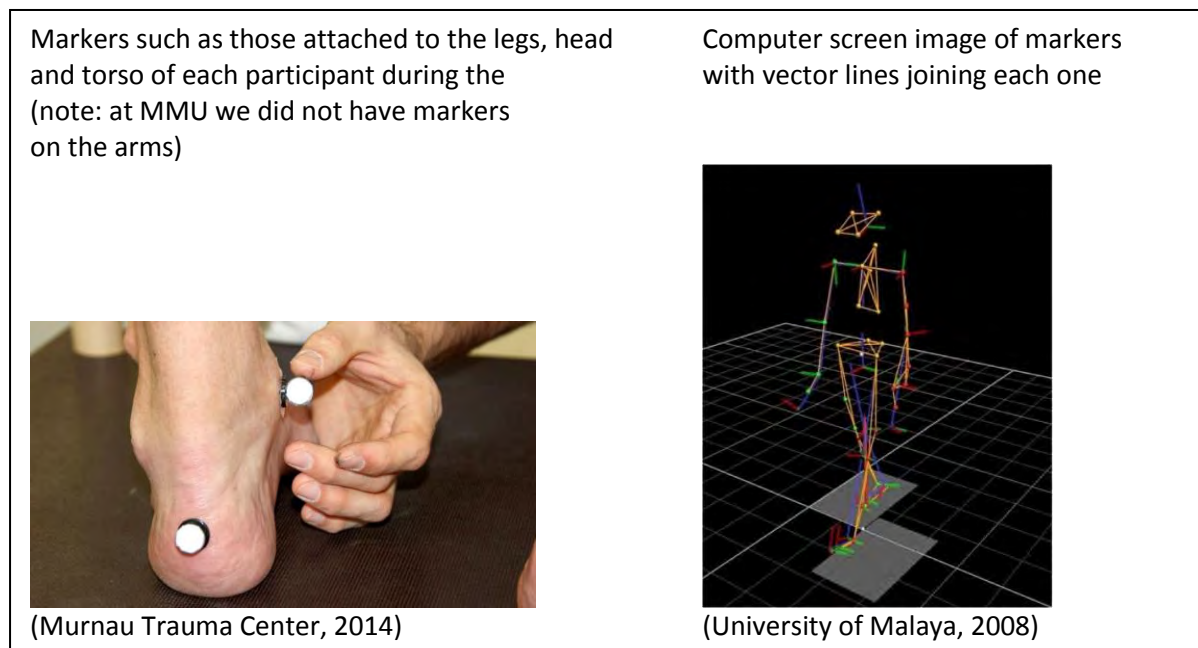 Markers such as those attached to the legs, head
and torso of each participant during the
(note: at MMU we did not have markers
on the arms)
Computer screen image of markers
with vector lines joining each one
(Murnau Trauma Center, 2014)
(University of Malaya, 2008)